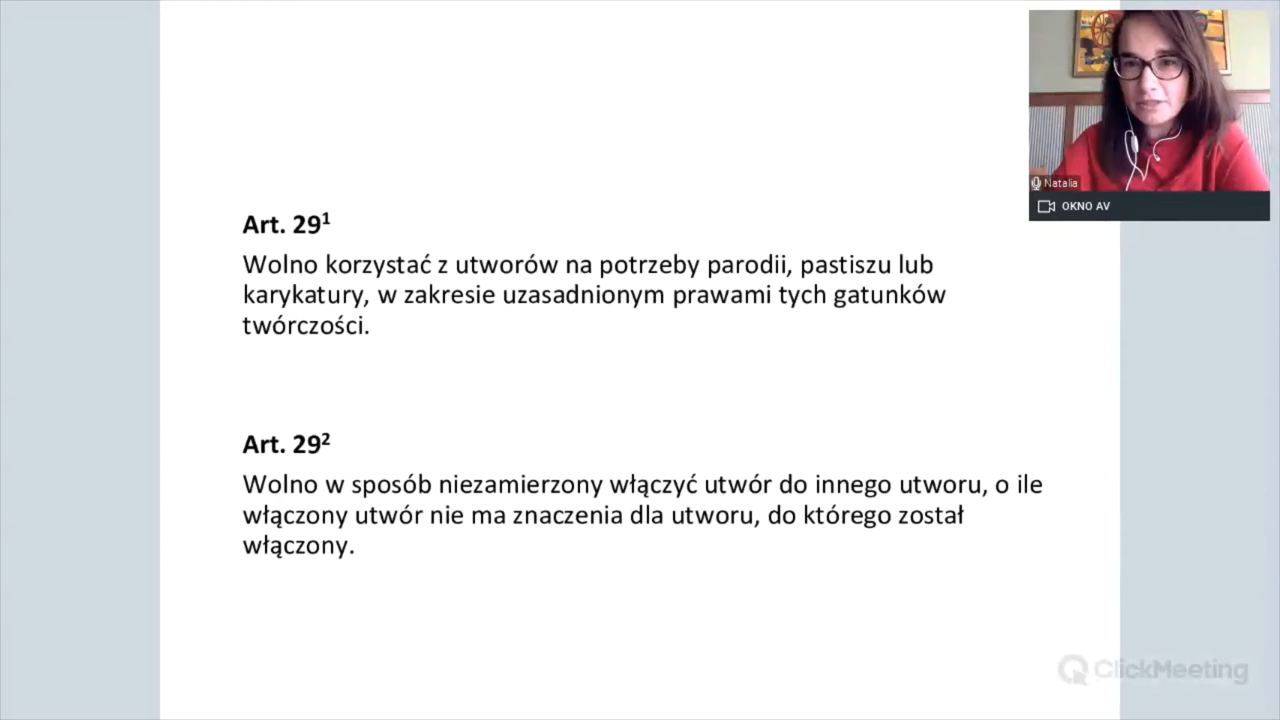 Art. 29¹
Wolno korzystać z utworów na potrzeby parodii, pastiszu lub
karykatury, w zakresie uzasadnionym prawami tych gatunków
twórczości.
Art. 29²
Wolno w sposób niezamierzony włączyć utwór do innego utworu, o ile
włączony utwór nie ma znaczenia dla utworu, do którego został
włączony.
Natalia
OKNO AV
ClickMeeting